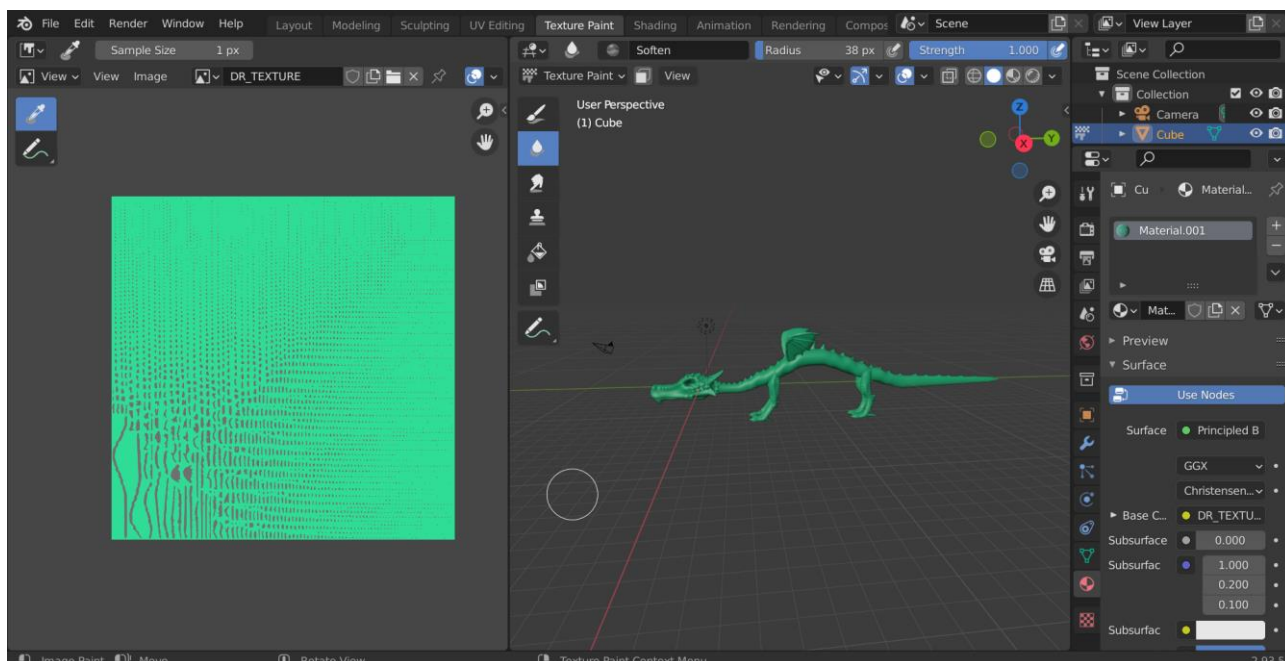 File Edit Render Window Help Layout Modeling Sculpting UV Editing Texture Paint Shading Animation Rendering Compos Scene View Layer
Sample Size 1 px Soften Radius 38 px Strength 1.000
View View Image DR_TEXTURE Texture Paint View
Scene Collection
Collection
Camera
Cube
User Perspective
(1) Cube
Z
Y
X
Cu Material...
Material.001
Mat...
Preview
Surface
Use Nodes
Surface Principled B
GGX
Christensen...
Base C... DR_TEXTU...
Subsurface 0.000
Subsurfac 1.000
0.200
0.100
Subsurfac
Image Paint Move Rotate View Texture Paint Context Menu